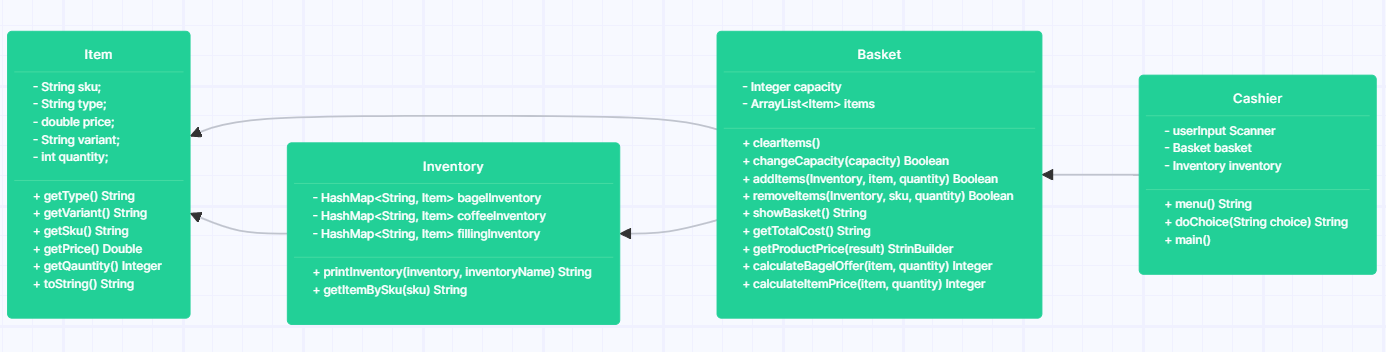 Item
- String sku;
- String type;
- double price;
- String variant;
- int quantity;
+ getType() String
+ getVariant() String
+ getSku() String
+ getPrice() Double
+ getQauntity() Integer
+ toString() String
Inventory
- HashMap<String, Item> bagelInventory
- HashMap<String, Item> coffeeInventory
- HashMap<String, Item> fillingInventory
+ printInventory(inventory, inventoryName) String
+ getItemBySku(sku) String
Basket
- Integer capacity
- ArrayList<Item> items
+ clearItems()
+ changeCapacity(capacity) Boolean
+ addItems(Inventory, item, quantity) Boolean
+ removeItems(Inventory, sku, quantity) Boolean
+ showBasket() String
+ getTotalCost() String
+ getProductPrice(result) StrinBuilder
+ calculateBagelOffer(item, quantity) Integer
+ calculateItemPrice(item, quantity) Integer
Cashier
- userInput Scanner
- Basket basket
- Inventory inventory
+ menu() String
+ doChoice(String choice) String
+ main()